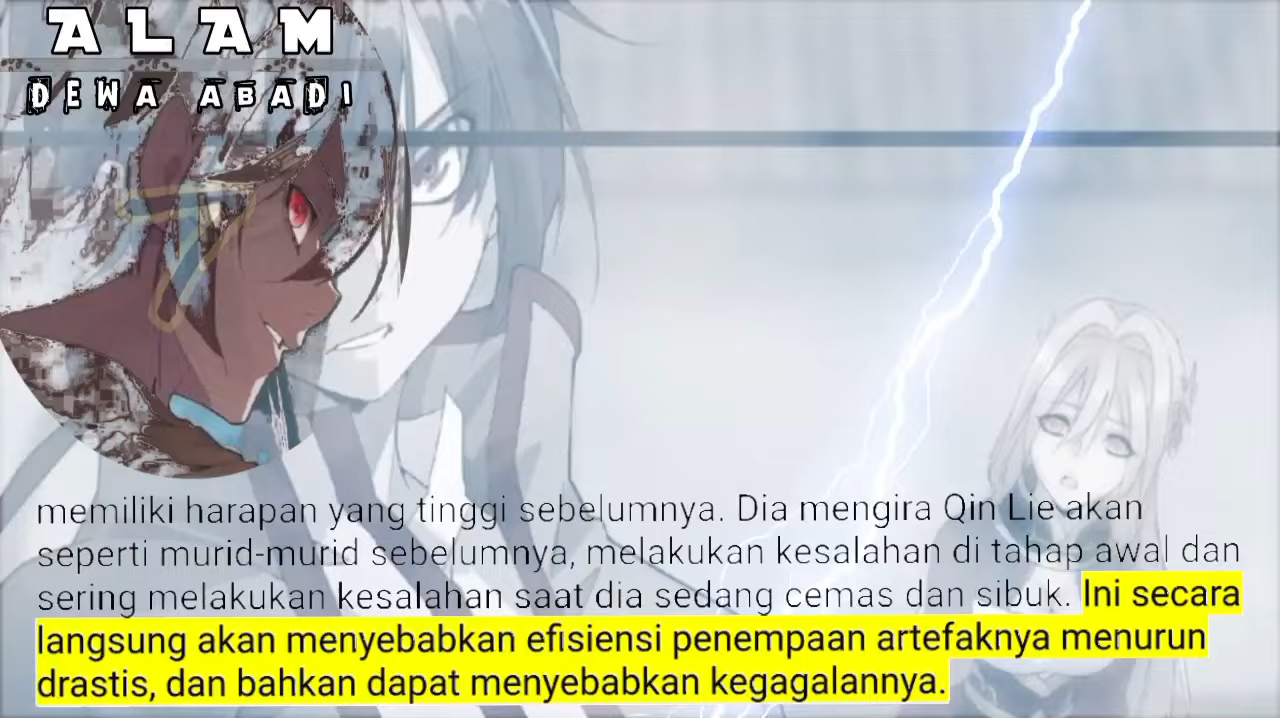 ALAM
DEWA ABADI
memiliki harapan yang tinggi sebelumnya. Dia mengira Qin Lie akan
seperti murid-murid sebelumnya, melakukan kesalahan di tahap awal dan
sering melakukan kesalahan saat dia sedang cemas dan sibuk. Ini secara
langsung akan menyebabkan efisiensi penempaan artefaknya menurun
drastis, dan bahkan dapat menyebabkan kegagalannya.